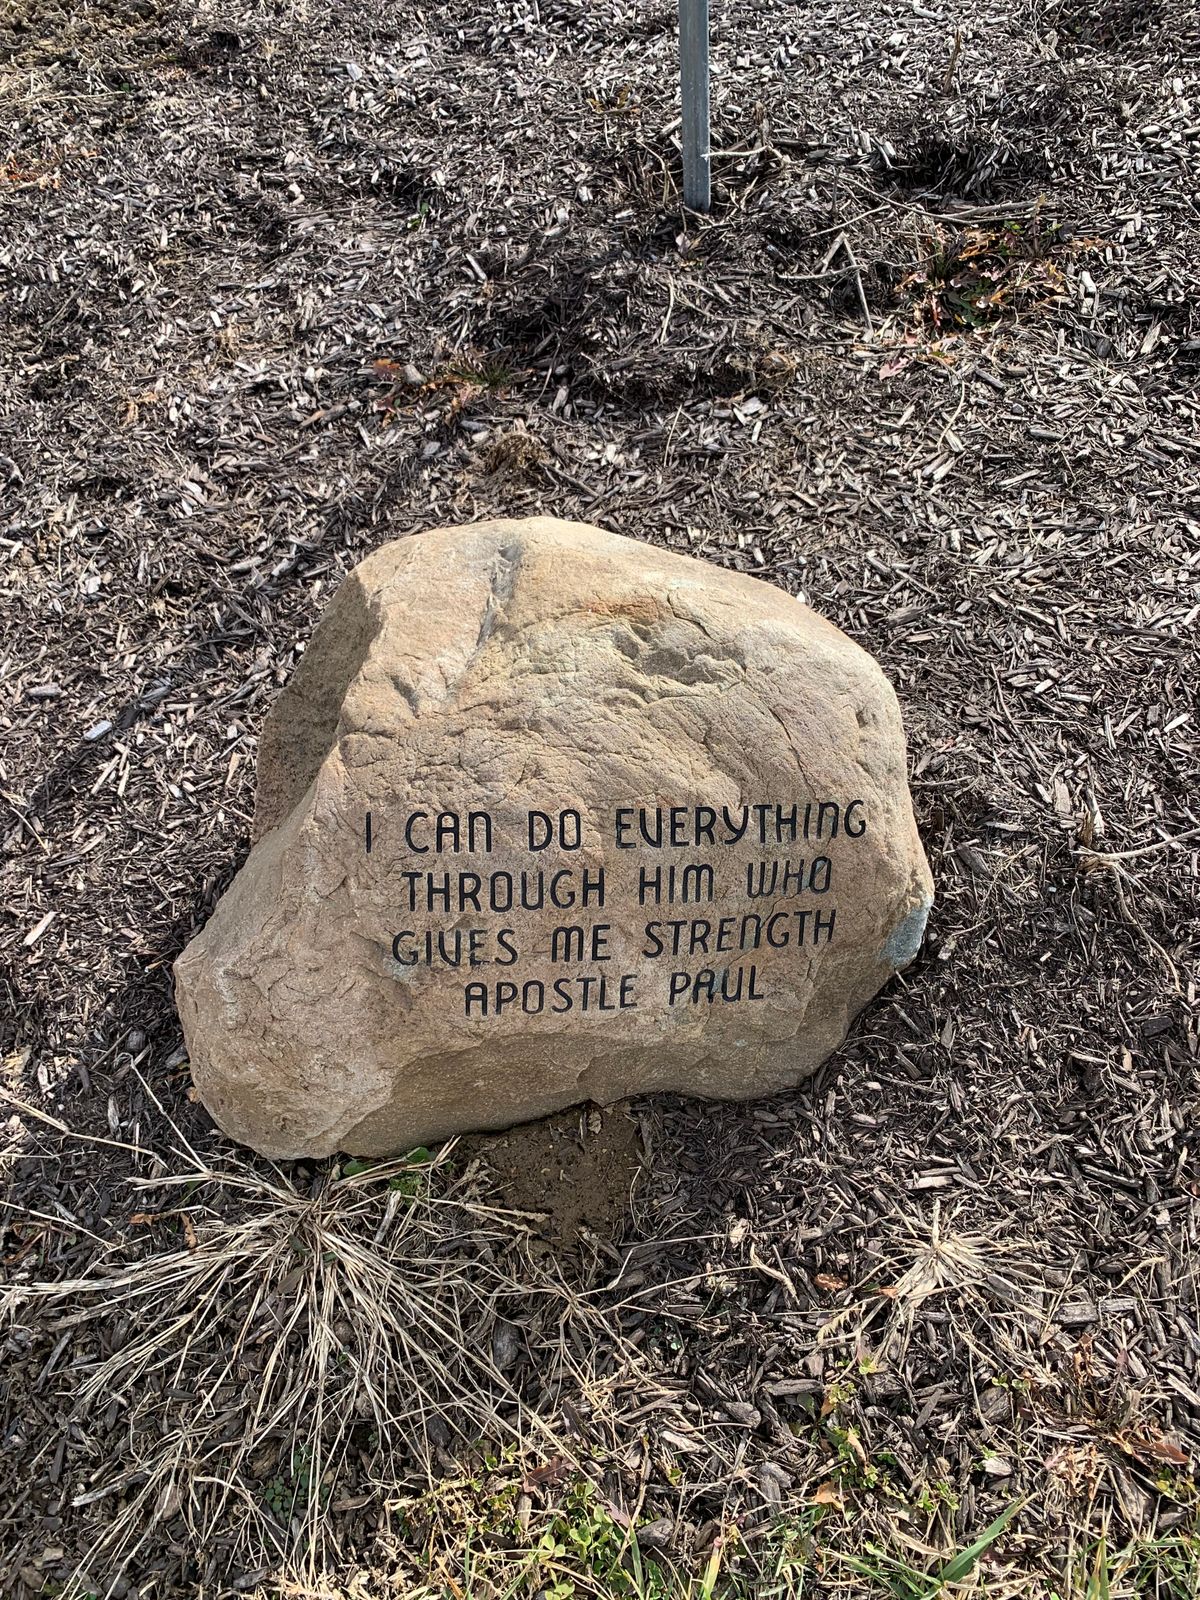 I CAN DO EVERYTHING
THROUGH HIM WHO
GIVES ME STRENGTH
APOSTLE PAUL